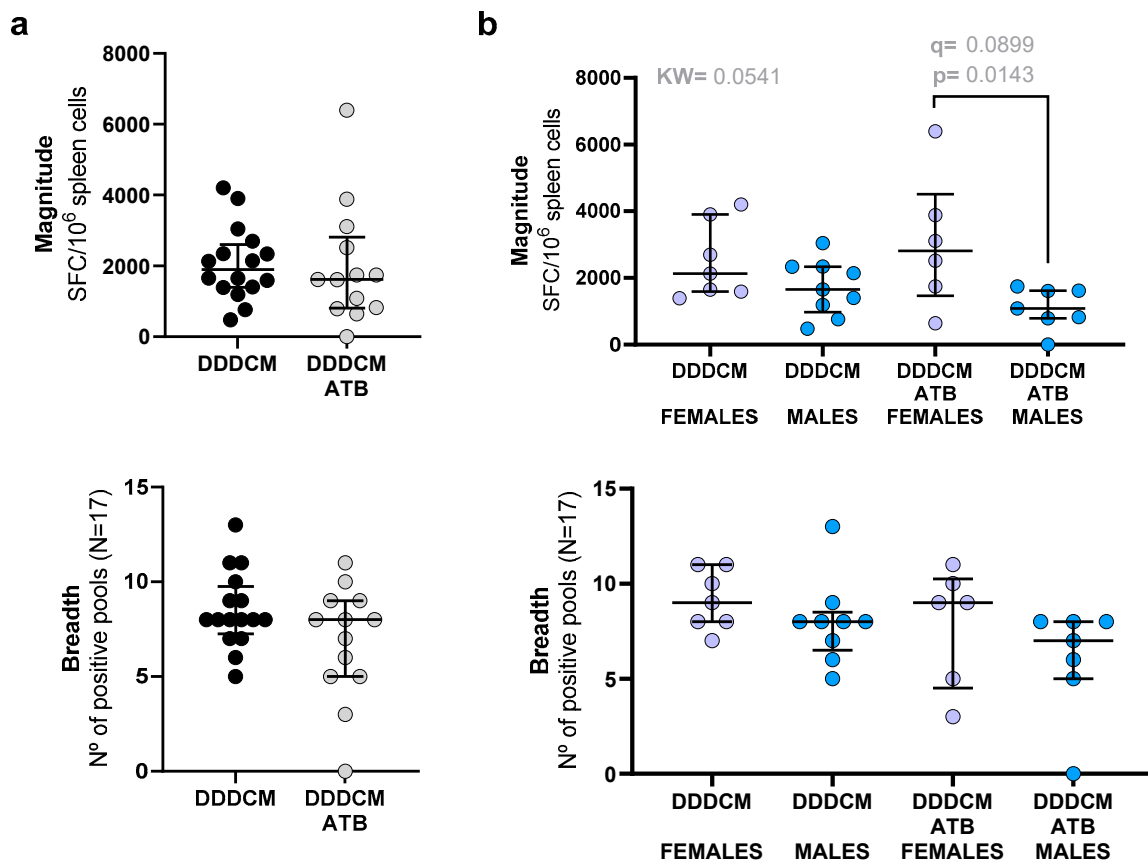 a
8000
6000
4000
2000
0
Magnitude
SFC/10⁶ spleen cells
DDDCM
DDDCM
ATB
b
q= 0.0899
KW= 0.0541
p= 0.0143
8000
6000
4000
2000
0
Magnitude
SFC/10⁶ spleen cells
DDDCM
FEMALES
DDDCM
MALES
DDDCM
ATB
FEMALES
DDDCM
ATB
MALES
15
10
5
0
Breadth
Nº of positive pools (N=17)
DDDCM
DDDCM
ATB
15
10
5
0
Breadth
Nº of positive pools (N=17)
DDDCM
FEMALES
DDDCM
MALES
DDDCM
ATB
FEMALES
DDDCM
ATB
MALES